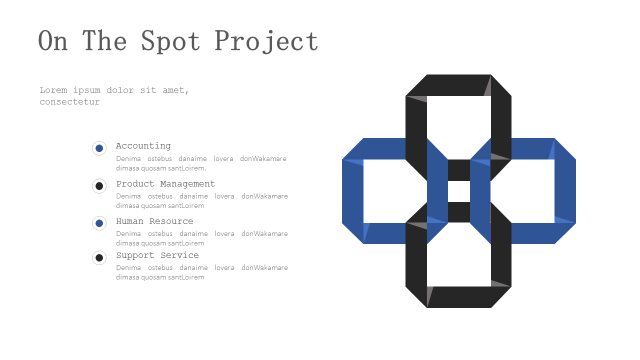 On The Spot Project
Lorem ipsum dolor sit amet,
consectetur
Accounting
Denima ostebus danaime lovera donWakamare
dimasa quosam santLoirem.
Product Management
Denima ostebus danaime lovera donWakamare
dimasa quosam santLoirem
Human Resource
Denima ostebus danaime lovera donWakamare
dimasa quosam santLoirem
Support Service
Denima ostebus danaime lovera donWakamare
dimasa quosam santLoirem